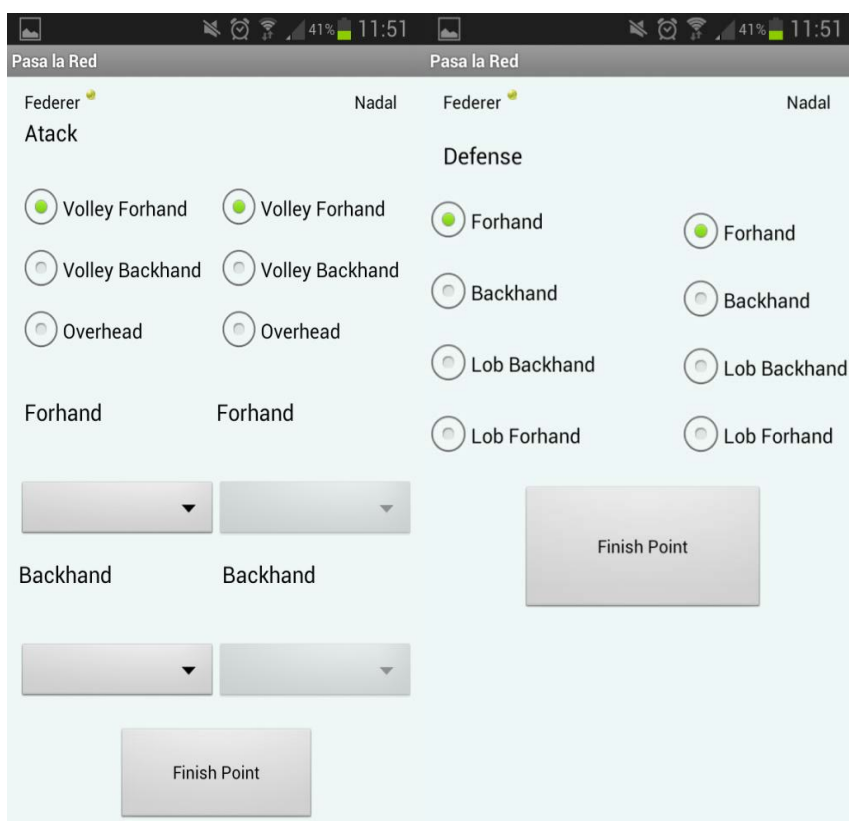 41% 11:51
Pasa la Red
Federer Nadal
Atack
Volley Forhand Volley Forhand
Volley Backhand Volley Backhand
Overhead Overhead
Forhand Forhand
Backhand Backhand
Finish Point
41% 11:51
Pasa la Red
Federer Nadal
Defense
Forhand Forhand
Backhand Backhand
Lob Backhand Lob Backhand
Lob Forhand Lob Forhand
Finish Point